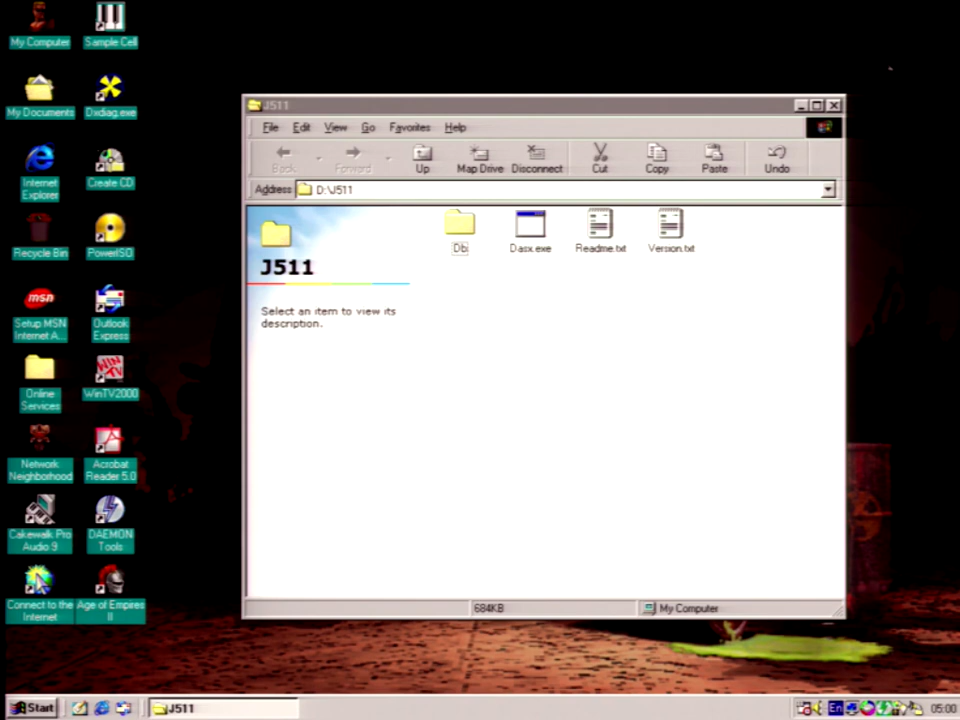 My Computer
Sample Cell
My Documents
Dxdiag.exe
Internet
Explorer
Create CD
Recycle Bin
PowerISO
msn
Setup MSN
Internet A...
Outlook
Express
Online
Services
WIN
TV
WinTV2000
Network
Neighborhood
Acrobat
Reader 5.0
Cakewalk Pro
Audio 9
DAEMON
Tools
Connect to the
Internet
Age of Empires
II
J511
File Edit View Go Favorites Help
Back Forward Up Map Drive Disconnect Cut Copy Paste Undo
Address D:\J511
J511
Select an item to view its
description.
Dasx.exe Readme.txt Version.txt
684KB My Computer
Start J511 En 05:00